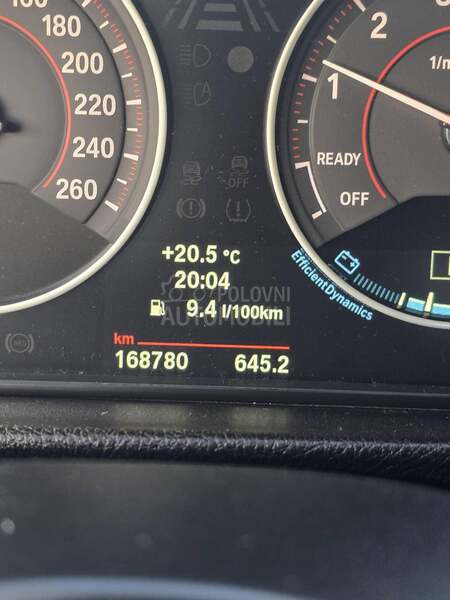 160
180
200
220
240
260
OFF
+20.5 °C
20:04
9.4 l/100km
POLOVNI
AUTOMOBILI
km
168780 645.2
2
1/m
1
READY
OFF
EfficientDynamics